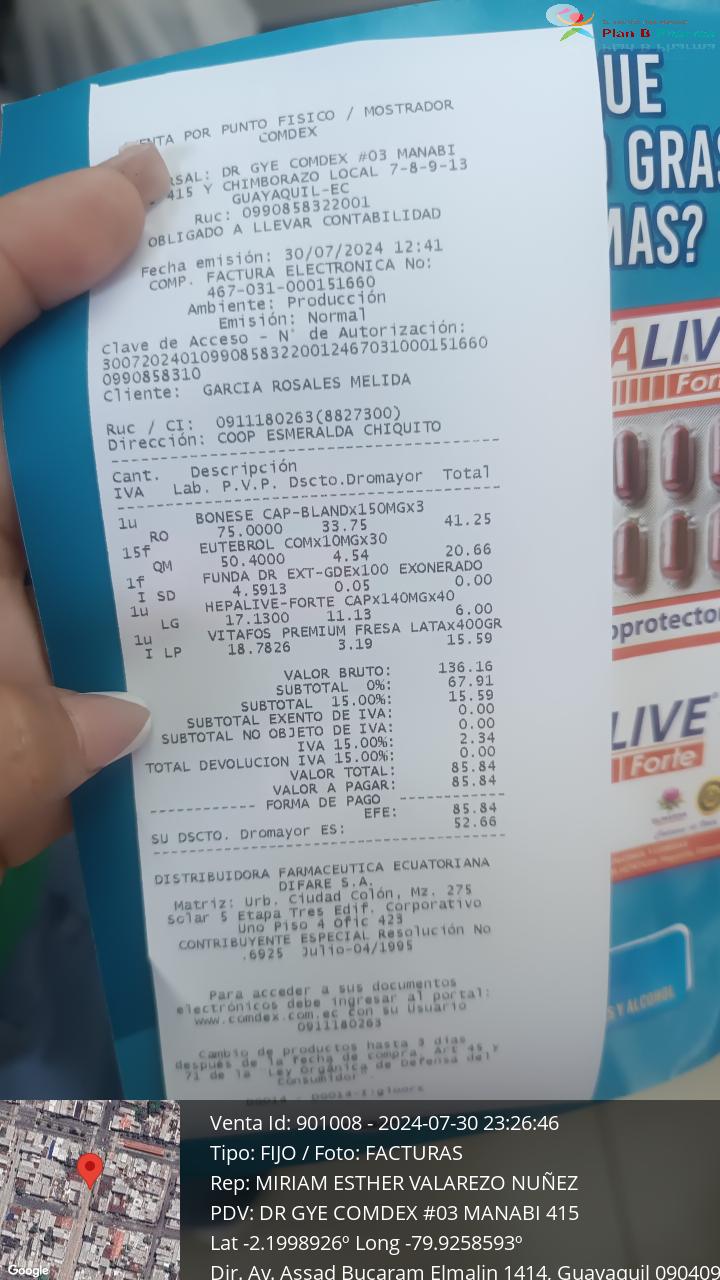 Plan B
UE
GRAS
MAS?
ENTA POR PUNTO FISICO / MOSTRADOR
COMDEX
RSAL: DR GYE COMDEX #03 MANABI
415 Y CHIMBORAZO LOCAL 7-8-9-13
GUAYAQUIL-EC
Ruc: 0990858322001
OBLIGADO A LLEVAR CONTABILIDAD
Fecha emisión: 30/07/2024 12:41
COMP. FACTURA ELECTRONICA No:
467-031-000151660
Ambiente: Producción
Emisión: Normal
Clave de Acceso - N° de Autorización:
300720240109908583220012467031000151660
0990858310
Cliente: GARCIA ROSALES MELIDA
Ruc / CI: 0911180263(8827300)
Dirección: COOP ESMERALDA CHIQUITO
Cant. Descripción
IVA Lab. P.V.P. Dscto.Dromayor Total
1u BONESE CAP-BLANDx150MGx3
RO 75.0000 33.75 41.25
15f EUTEBROL COMx10MGx30
QM 50.4000 4.54 20.66
1f FUNDA DR EXT-GDEx100 EXONERADO
I SD 4.5913 0.05 0.00
1u HEPALIVE-FORTE CAPx140MGx40
LG 17.1300 11.13 6.00
1u VITAFOS PREMIUM FRESA LATAx400GR
I LP 18.7826 3.19 15.59
VALOR BRUTO: 136.16
SUBTOTAL 0%: 67.91
SUBTOTAL 15.00%: 15.59
SUBTOTAL EXENTO DE IVA: 0.00
SUBTOTAL NO OBJETO DE IVA: 0.00
IVA 15.00%: 2.34
TOTAL DEVOLUCION IVA 15.00%: 0.00
VALOR TOTAL: 85.84
VALOR A PAGAR: 85.84
----------- FORMA DE PAGO -----------
EFE: 85.84
SU DSCTO. Dromayor ES: 52.66
DISTRIBUIDORA FARMACEUTICA ECUATORIANA
DIFARE S.A.
Matriz: Urb. Ciudad Colón, Mz. 275
Solar 5 Etapa Tres Edif. Corporativo
Uno Piso 4 Ofic 423
CONTRIBUYENTE ESPECIAL Resolución No
.6925 Julio-04/1995
Para acceder a sus documentos
electrónicos debe ingresar al portal:
www.comdex.com.ec con su Usuario
0911180263
Cambio de productos hasta 3 días
después de la fecha de compra. Art 45 y
71 de la "Ley Orgánica de Defensa del
Consumidor"
ALIV
For
oprotector
LIVE
Forte
S Y ALCOHOL
Google
Venta Id: 901008 - 2024-07-30 23:26:46
Tipo: FIJO / Foto: FACTURAS
Rep: MIRIAM ESTHER VALAREZO NUÑEZ
PDV: DR GYE COMDEX #03 MANABI 415
Lat -2.1998926º Long -79.9258593º
Dir. Av. Assad Bucaram Elmalin 1414, Guayaquil 090409